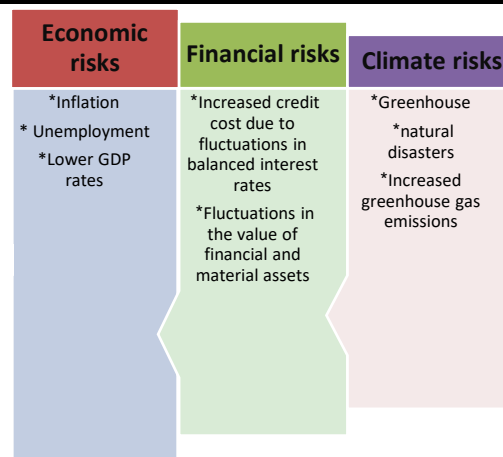 Economic
risks
*Inflation
* Unemployment
*Lower GDP
rates
Financial risks
*Increased credit
cost due to
fluctuations in
balanced interest
rates
*Fluctuations in
the value of
financial and
material assets
Climate risks
*Greenhouse
*natural
disasters
*Increased
greenhouse gas
emissions